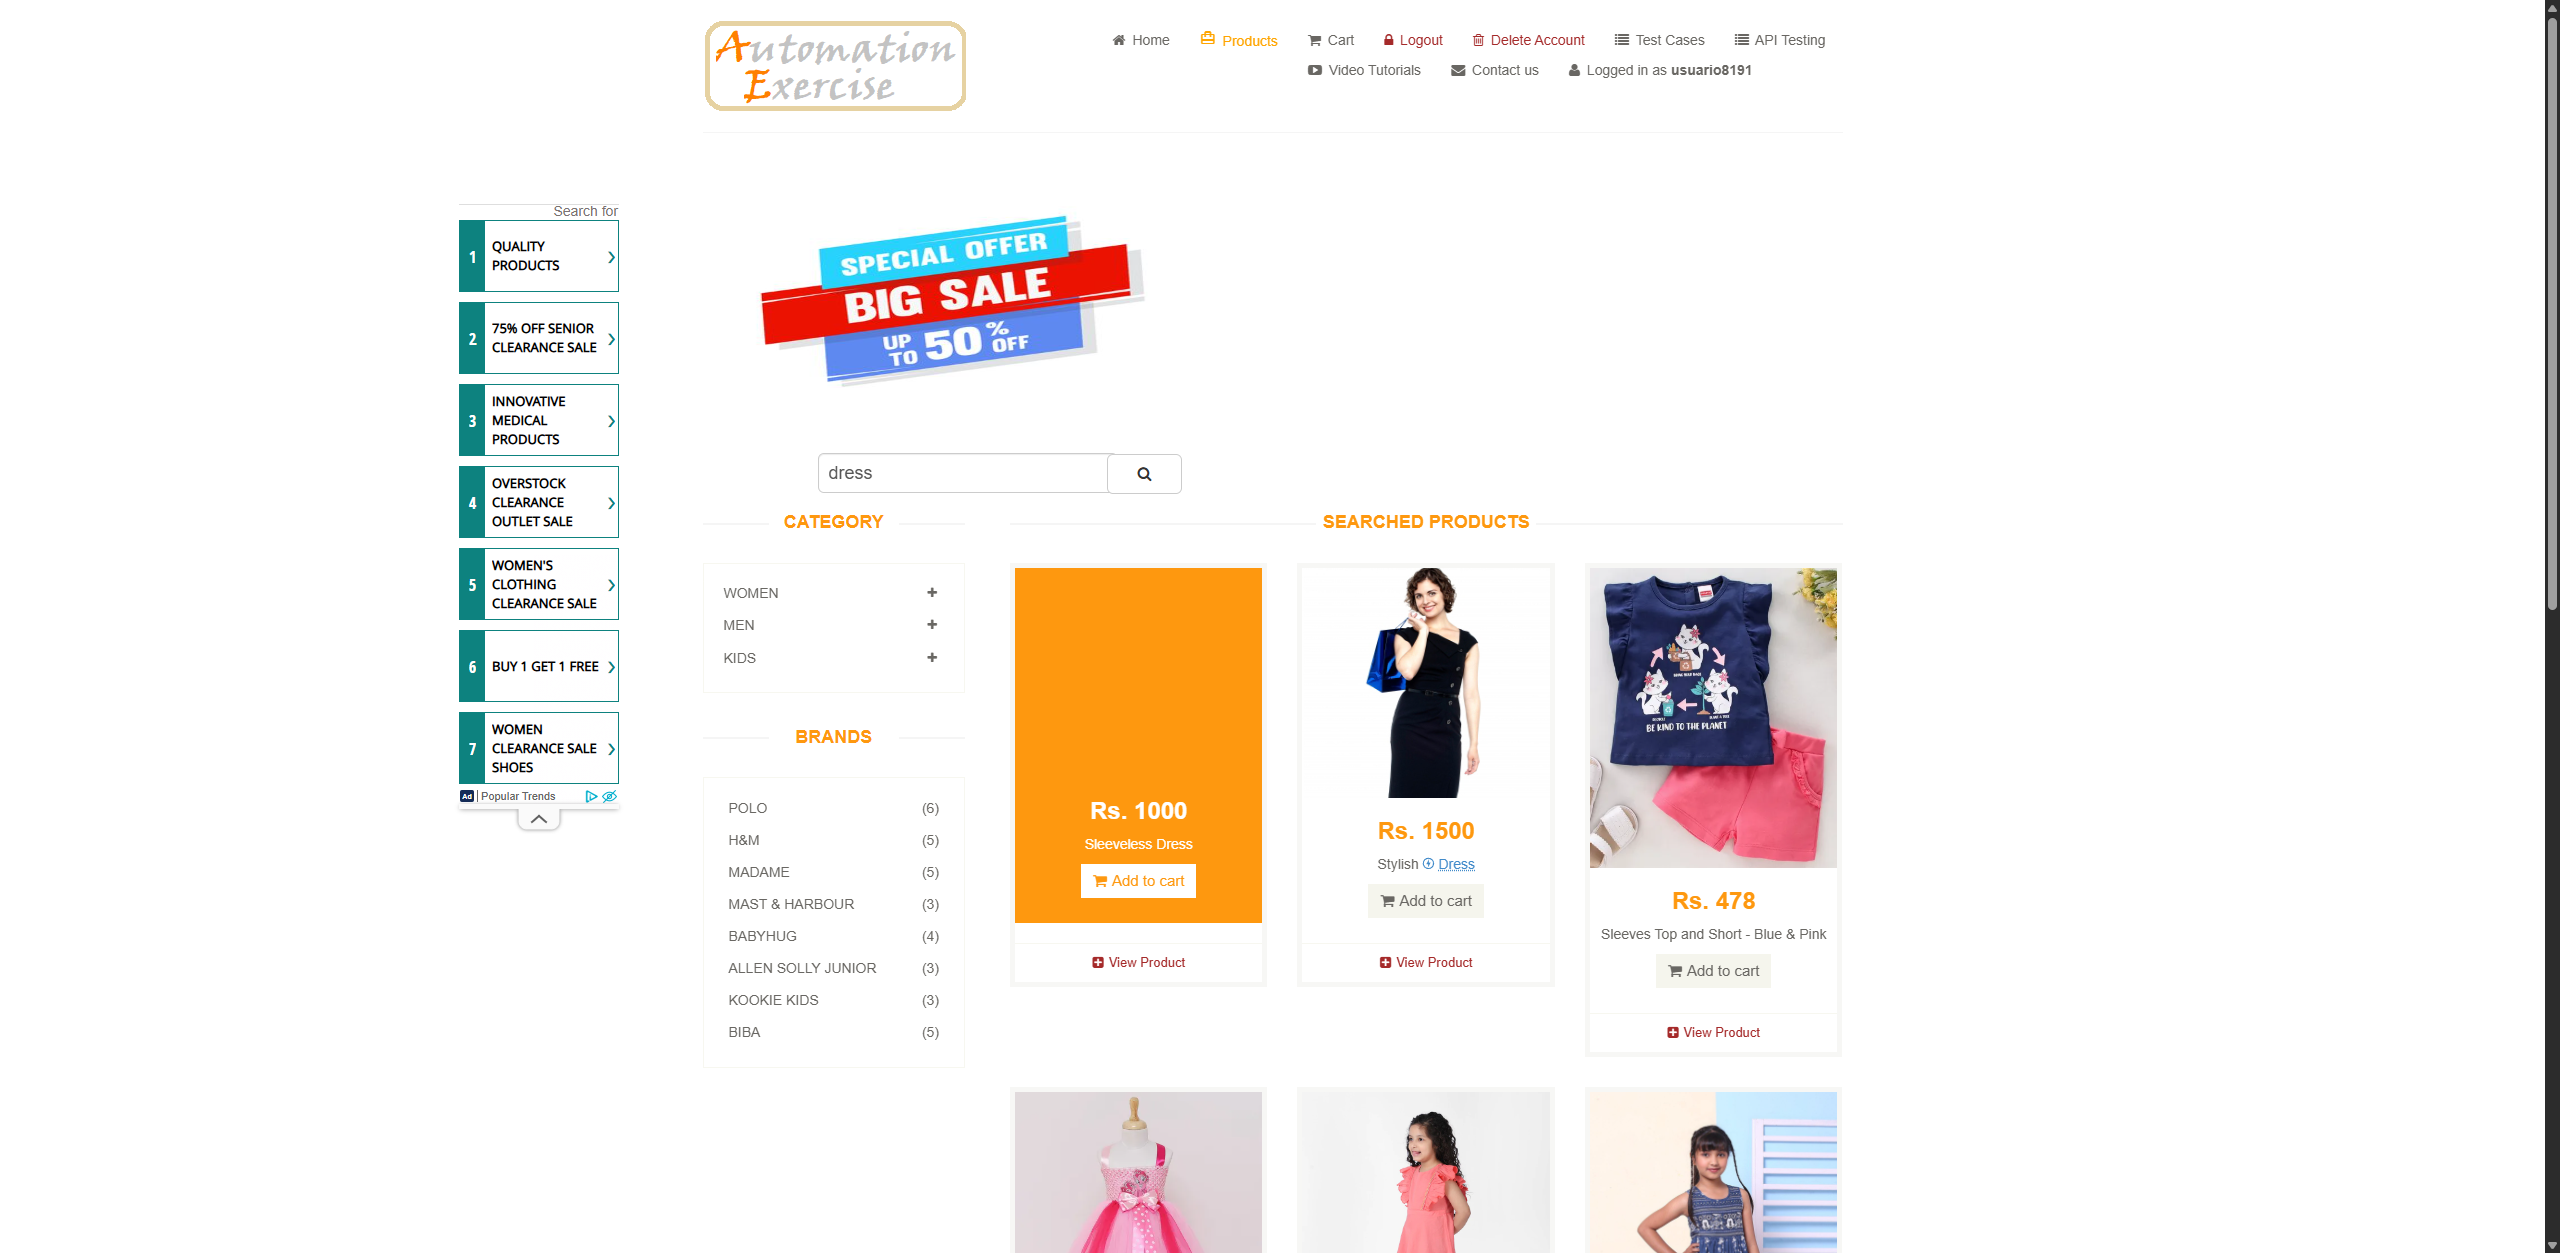 Automation
Exercise
Home
Products
Cart
Logout
Delete Account
Test Cases
API Testing
Video Tutorials
Contact us
Logged in as usuario8191
Search for
1
QUALITY
PRODUCTS
2
75% OFF SENIOR
CLEARANCE SALE
3
INNOVATIVE
MEDICAL
PRODUCTS
4
OVERSTOCK
CLEARANCE
OUTLET SALE
5
WOMEN'S
CLOTHING
CLEARANCE SALE
6
BUY 1 GET 1 FREE
7
WOMEN
CLEARANCE SALE
SHOES
Ad | Popular Trends
SPECIAL OFFER
BIG SALE
UP TO 50% OFF
dress
CATEGORY
WOMEN
MEN
KIDS
BRANDS
POLO (6)
H&M (5)
MADAME (5)
MAST & HARBOUR (3)
BABYHUG (4)
ALLEN SOLLY JUNIOR (3)
KOOKIE KIDS (3)
BIBA (5)
SEARCHED PRODUCTS
Rs. 1000
Sleeveless Dress
Add to cart
View Product
Rs. 1500
Stylish Dress
Add to cart
View Product
BE KIND TO THE PLANET
Rs. 478
Sleeves Top and Short - Blue & Pink
Add to cart
View Product